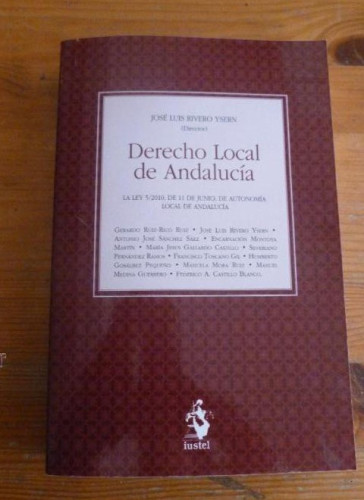 JOSÉ LUIS RIVERO YSERN
(Director)
Derecho Local
de Andalucía
LA LEY 5/2010, DE 11 DE JUNIO, DE AUTONOMÍA
LOCAL DE ANDALUCÍA
GERARDO RUIZ-RICO RUIZ • JOSÉ LUIS RIVERO YSERN •
ANTONIO JOSÉ SÁNCHEZ SÁEZ • ENCARNACIÓN MONTOYA
MARTÍN • MARÍA JESÚS GALLARDO CASTILLO • SEVERIANO
FERNÁNDEZ RAMOS • FRANCISCO TOSCANO GIL • HUMBERTO
GOSÁLBEZ PEQUEÑO • MANUELA MORA RUIZ • MANUEL
MEDINA GUERRERO • FEDERICO A. CASTILLO BLANCO
iustel